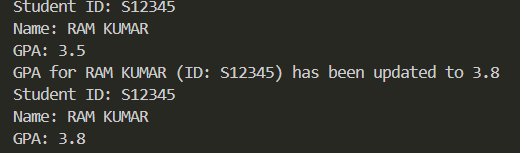 Student ID: S12345
Name: RAM KUMAR
GPA: 3.5
GPA for RAM KUMAR (ID: S12345) has been updated to 3.8
Student ID: S12345
Name: RAM KUMAR
GPA: 3.8